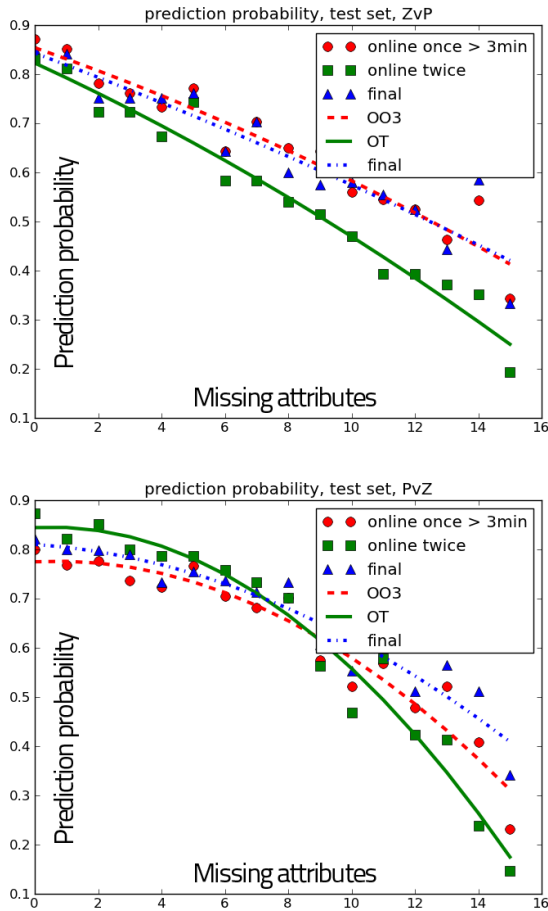 prediction probability, test set, ZvP
0.9
0.8
0.7
0.6
0.5
0.4
0.3
0.2
0.1
Prediction probability
online once > 3min
online twice
final
OO3
OT
final
Missing attributes
0 2 4 6 8 10 12 14 16
prediction probability, test set, PvZ
0.9
0.8
0.7
0.6
0.5
0.4
0.3
0.2
0.1
Prediction probability
online once > 3min
online twice
final
OO3
OT
final
Missing attributes
0 2 4 6 8 10 12 14 16